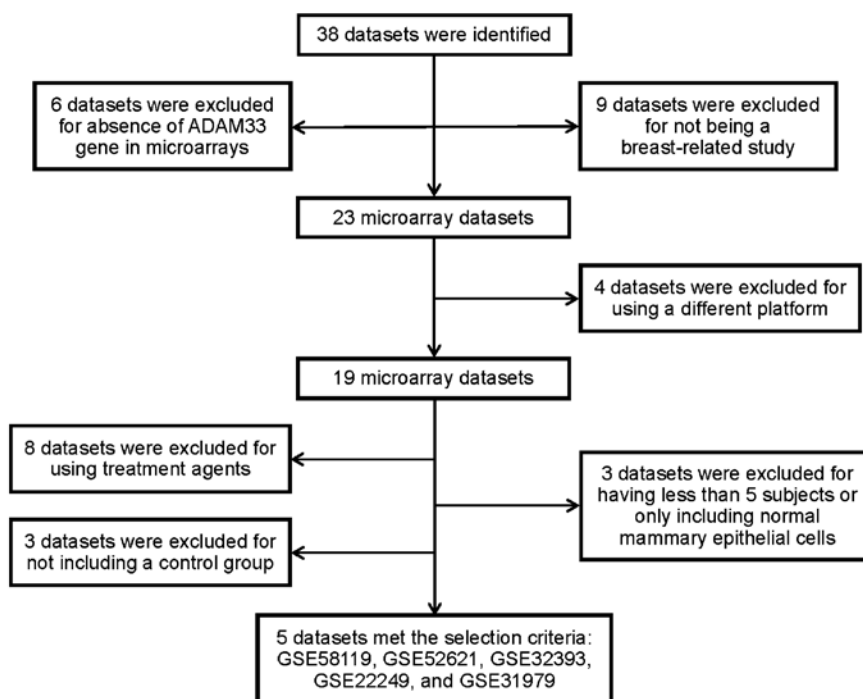 38 datasets were identified
6 datasets were excluded
for absence of ADAM33
gene in microarrays
9 datasets were excluded
for not being a
breast-related study
23 microarray datasets
4 datasets were excluded for
using a different platform
19 microarray datasets
8 datasets were excluded for
using treatment agents
3 datasets were excluded for
having less than 5 subjects or
only including normal
mammary epithelial cells
3 datasets were excluded for
not including a control group
5 datasets met the selection criteria:
GSE58119, GSE52621, GSE32393,
GSE22249, and GSE31979